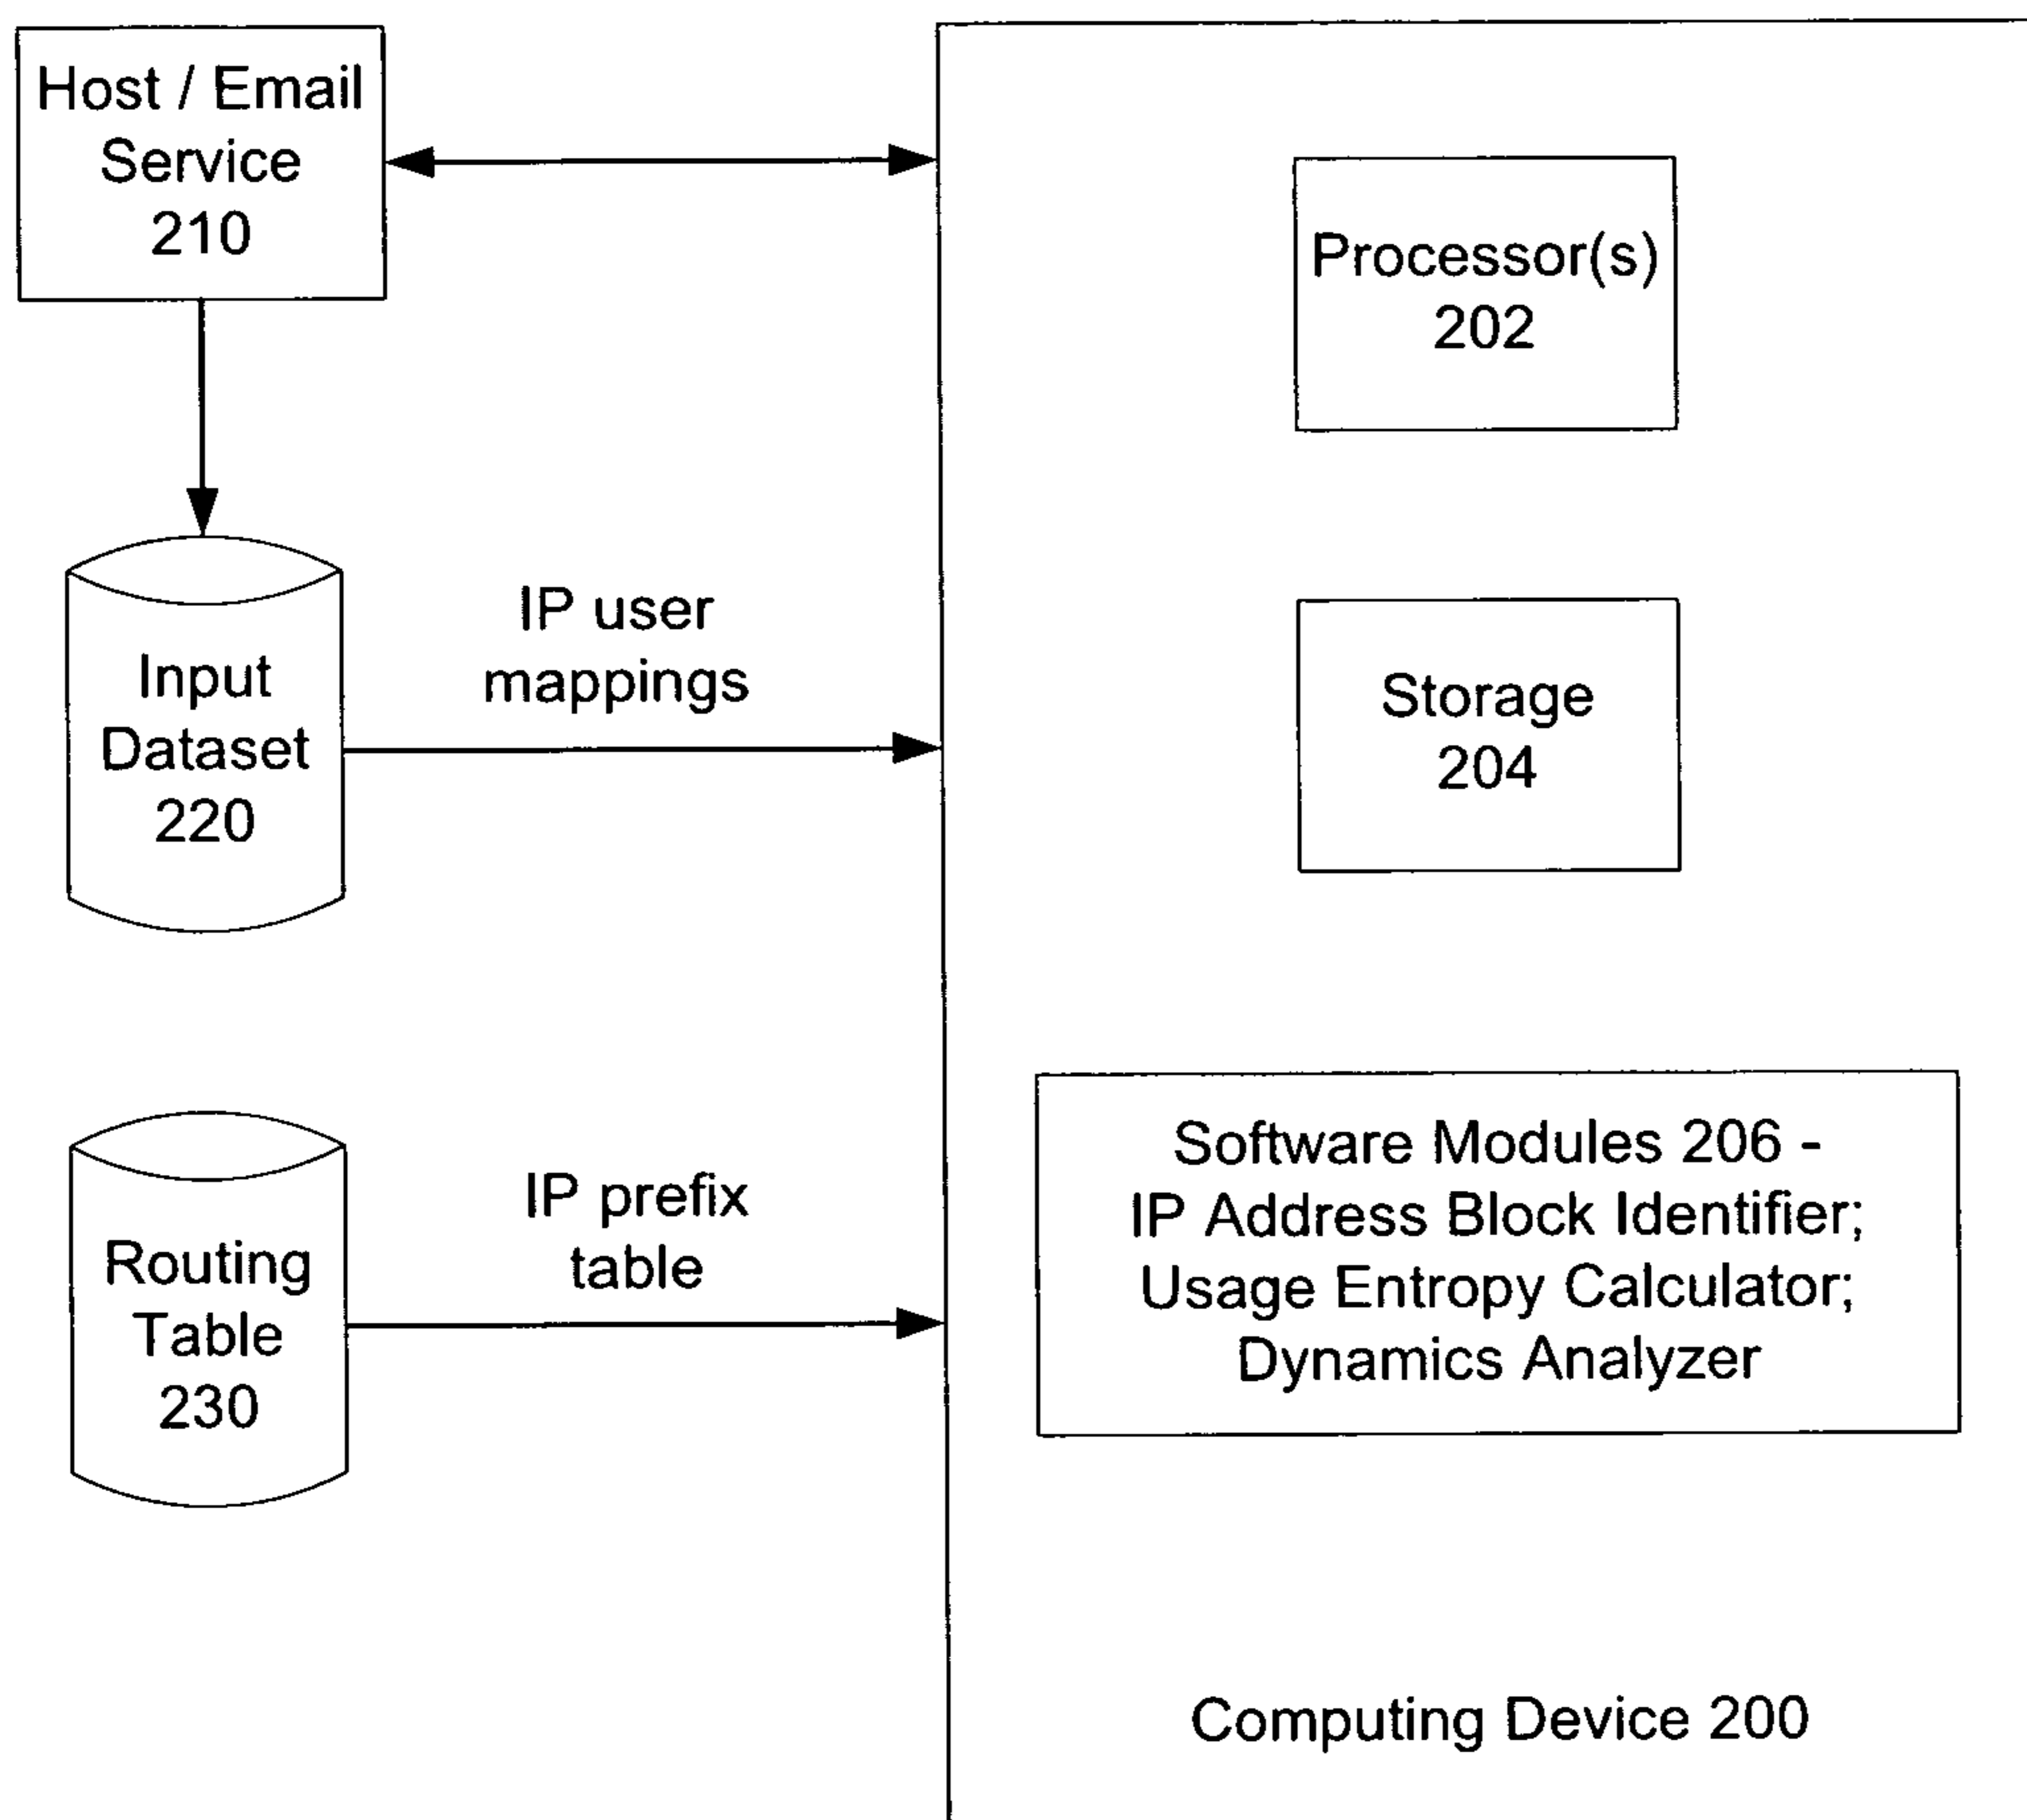 Host / Email
Service
210
Processor(s)
202
IP user
mappings
Input
Dataset
220
Storage
204
IP prefix
table
Routing
Table
230
Software Modules 206 -
IP Address Block Identifier;
Usage Entropy Calculator;
Dynamics Analyzer
Computing Device 200